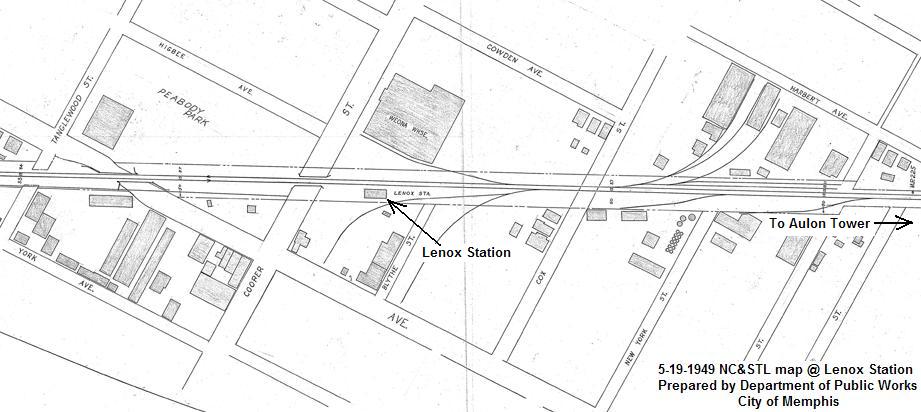 COWDEN AVE.
HIGBEE AVE.
TANGLEWOOD ST.
PEABODY
PARK
ST.
WEONA WHSE.
ST.
HARBERT AVE.
LENOX STA.
To Aulon Tower
Lenox Station
YORK AVE.
COOPER
BLYTHE ST.
AVE.
COX
NEW YORK ST.
ST.
ST.
5-19-1949 NC&STL map @ Lenox Station
Prepared by Department of Public Works
City of Memphis